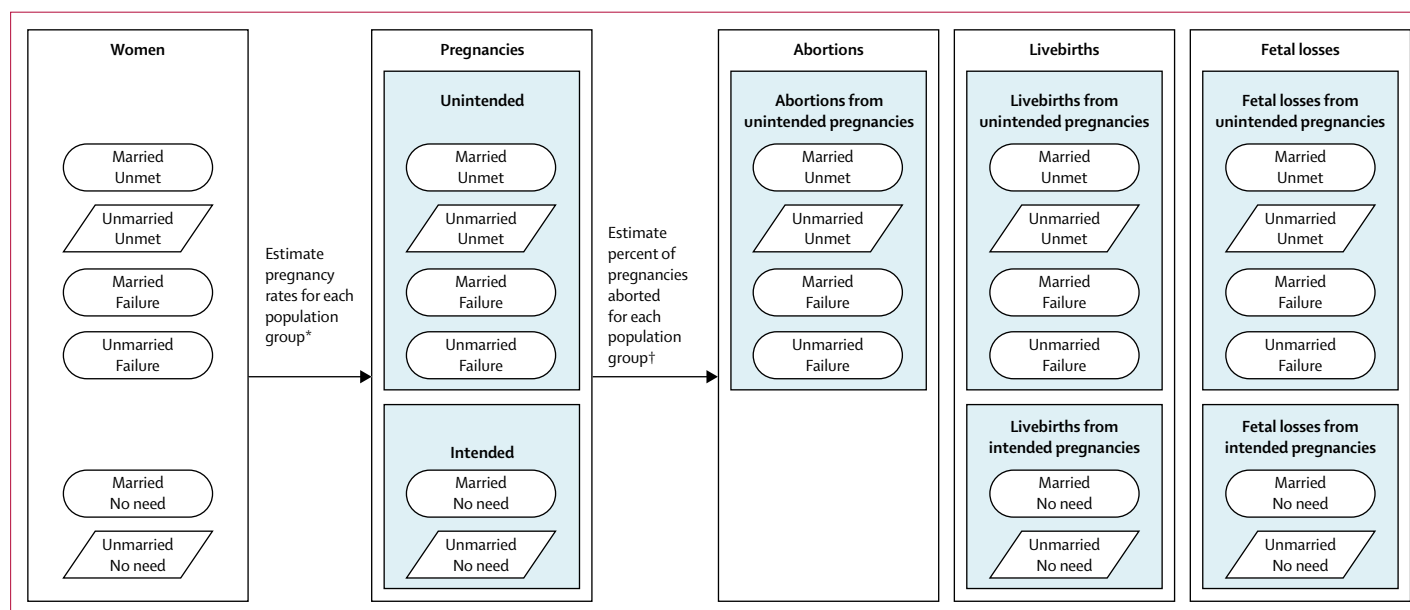 Women
Married
Unmet
Unmarried
Unmet
Married
Failure
Unmarried
Failure
Married
No need
Unmarried
No need
Estimate
pregnancy
rates for each
population
group*
Pregnancies
Unintended
Married
Unmet
Unmarried
Unmet
Married
Failure
Unmarried
Failure
Intended
Married
No need
Unmarried
No need
Estimate
percent of
pregnancies
aborted
for each
population
group†
Abortions
Abortions from
unintended pregnancies
Married
Unmet
Unmarried
Unmet
Married
Failure
Unmarried
Failure
Livebirths
Livebirths from
unintended pregnancies
Married
Unmet
Unmarried
Unmet
Married
Failure
Unmarried
Failure
Livebirths from
intended pregnancies
Married
No need
Unmarried
No need
Fetal losses
Fetal losses from
unintended pregnancies
Married
Unmet
Unmarried
Unmet
Married
Failure
Unmarried
Failure
Fetal losses from
intended pregnancies
Married
No need
Unmarried
No need